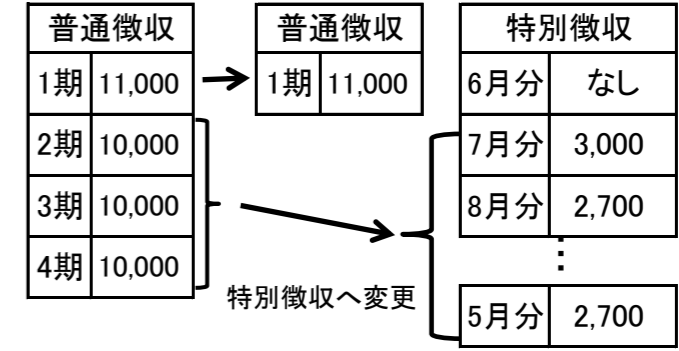 普通徴収
1期 11,000
2期 10,000
3期 10,000
4期 10,000
普通徴収
1期 11,000
特別徴収へ変更
特別徴収
6月分 なし
7月分 3,000
8月分 2,700
⋮
5月分 2,700